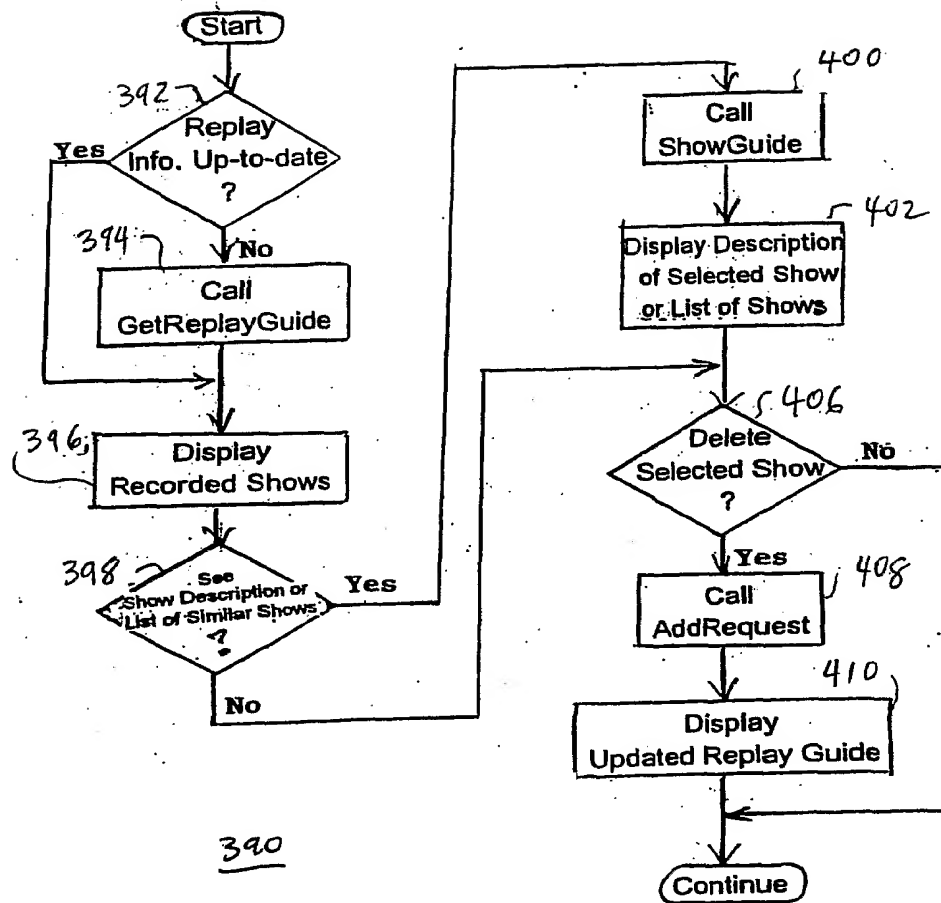 Start
392
Replay
Info. Up-to-date
?
Yes
No
394
Call
GetReplayGuide
396
Display
Recorded Shows
398
See
Show Description or
List of Similar Shows
?
Yes
No
400
Call
ShowGuide
402
Display Description
of Selected Show
or List of Shows
406
Delete
Selected Show
?
No
Yes
408
Call
AddRequest
410
Display
Updated Replay Guide
Continue
390